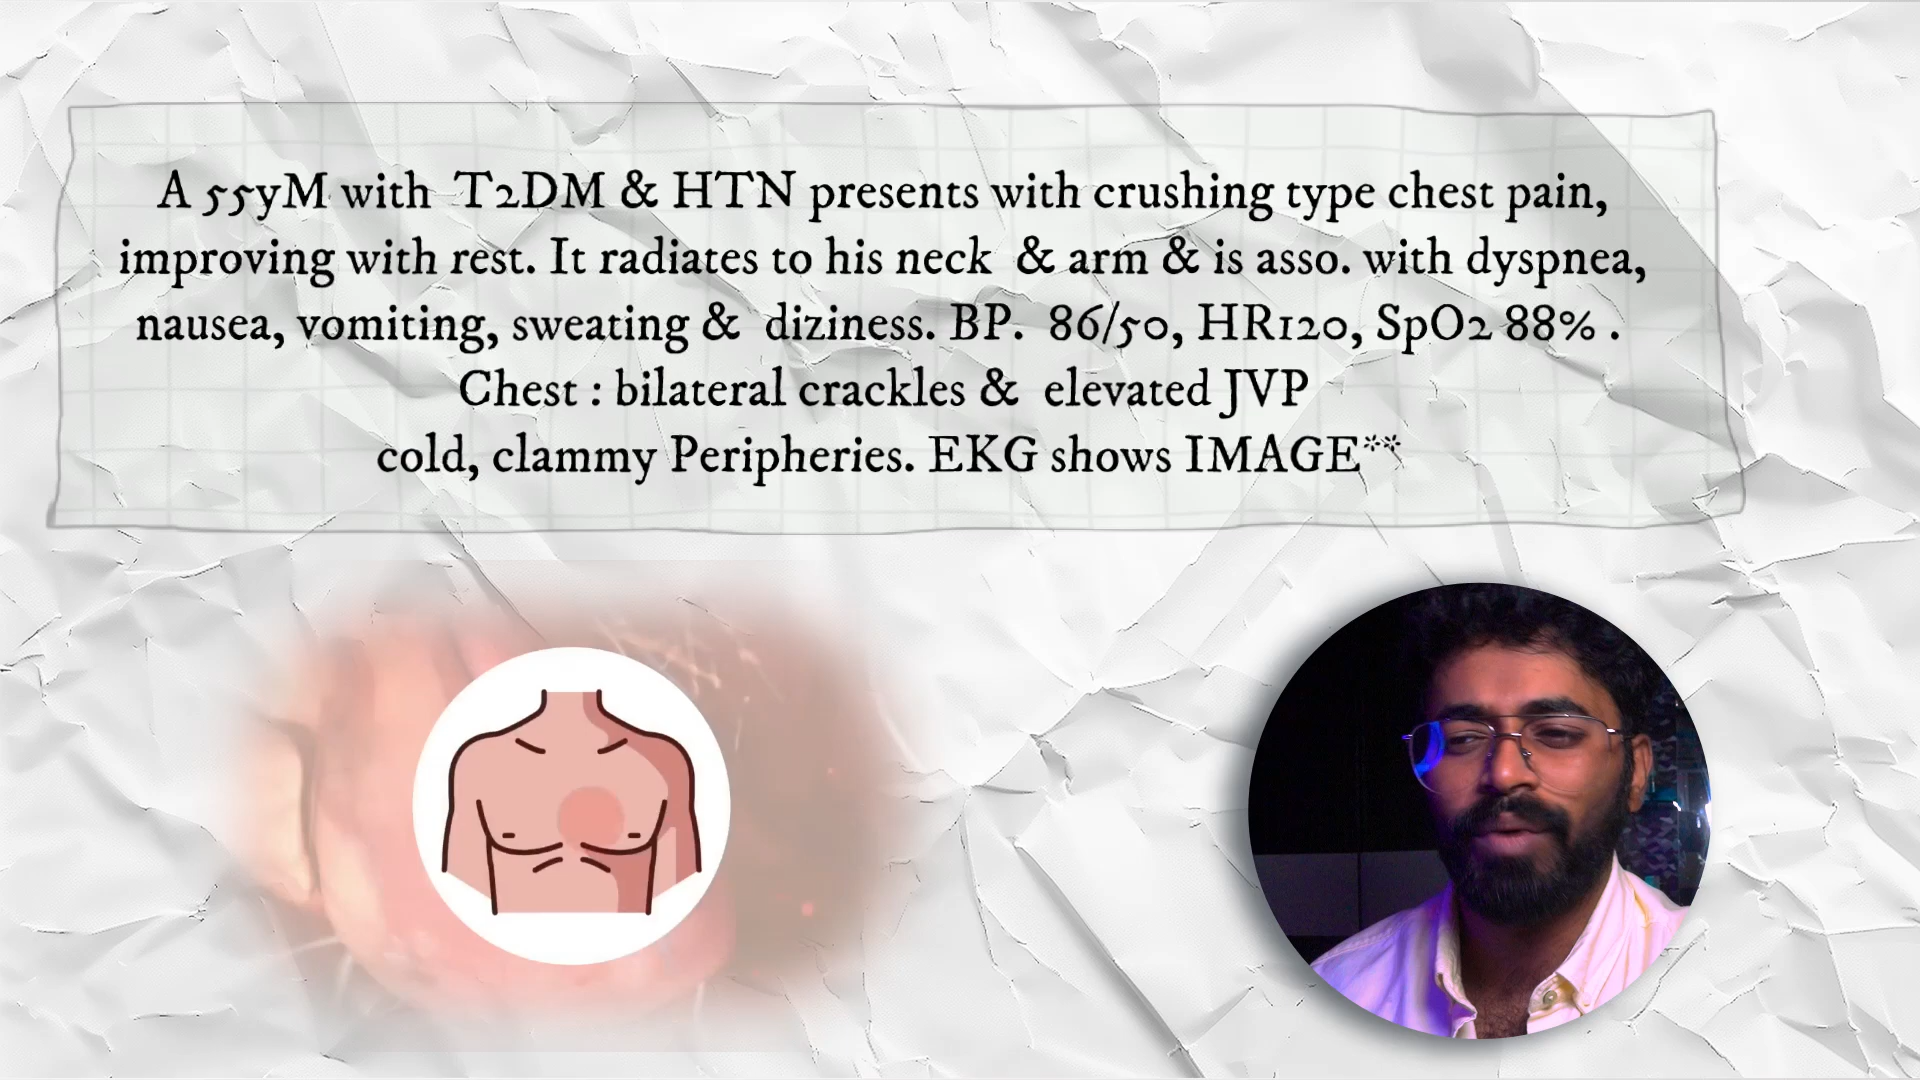 A 55yM with T2DM & HTN presents with crushing type chest pain,
improving with rest. It radiates to his neck & arm & is asso. with dyspnea,
nausea, vomiting, sweating & diziness. BP. 86/50, HR120, SpO2 88% .
Chest : bilateral crackles & elevated JVP
cold, clammy Peripheries. EKG shows IMAGE**